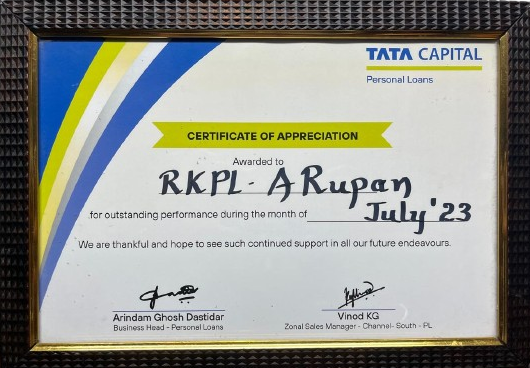 TATA CAPITAL
Personal Loans
CERTIFICATE OF APPRECIATION
Awarded to
RKPL - A Rupan
for outstanding performance during the month of July '23
We are thankful and hope to see such continued support in all our future endeavours.
Arindam Ghosh Dastidar
Business Head - Personal Loans
Vinod KG
Zonal Sales Manager - Channel- South - PL